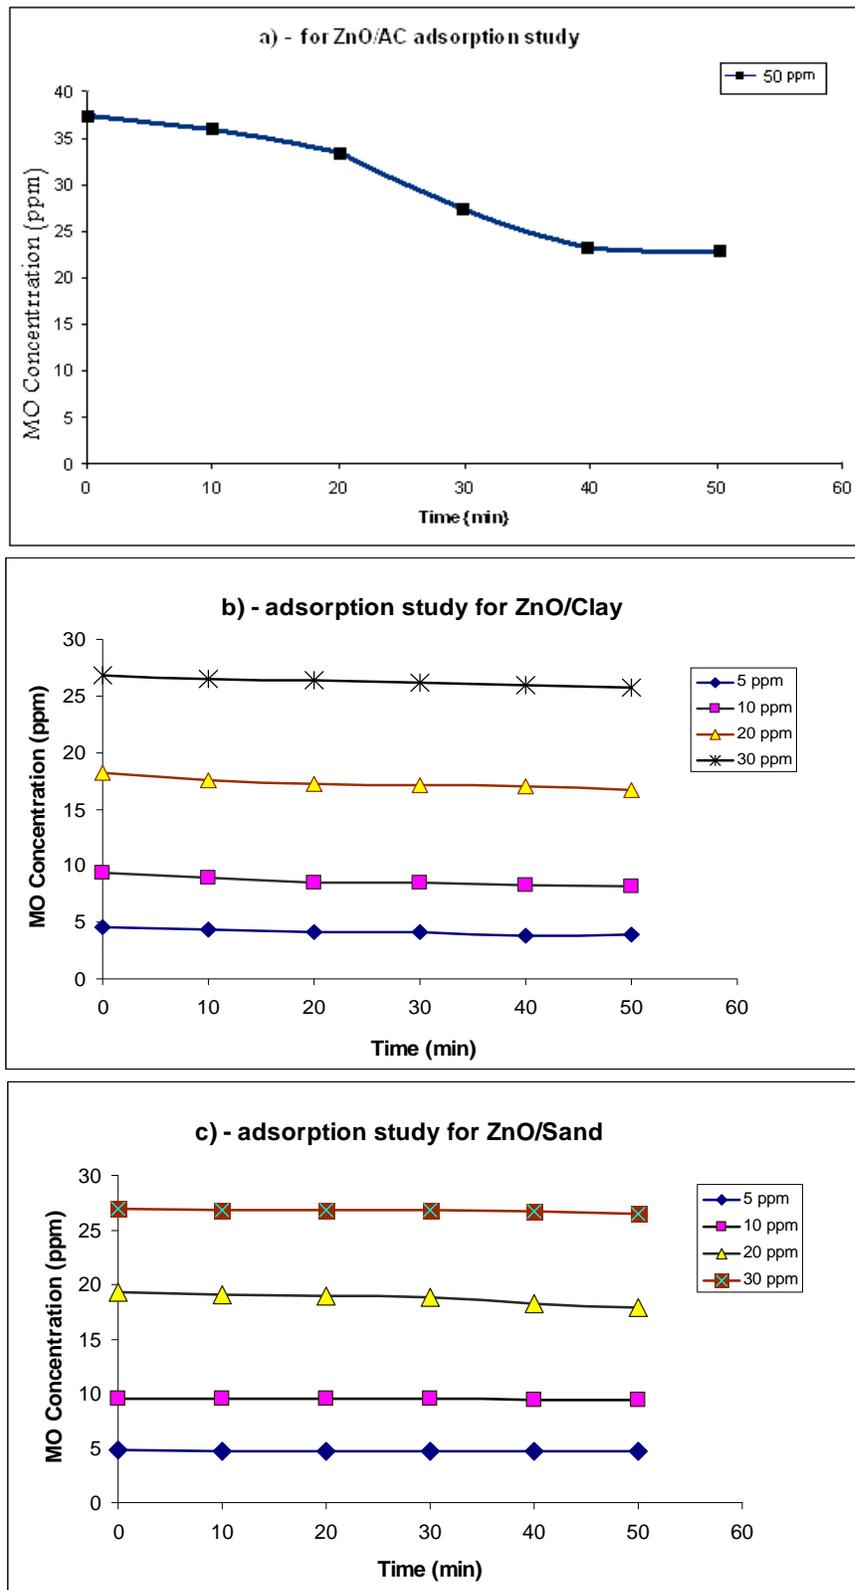 a) - for ZnO/AC adsorption study
50 ppm
40
35
30
25
20
15
10
5
0
MO Concentrration (ppm)
0 10 20 30 40 50 60
Time{min}
b) - adsorption study for ZnO/Clay
30
25
20
15
10
5
0
MO Concentration (ppm)
5 ppm
10 ppm
20 ppm
30 ppm
0 10 20 30 40 50 60
Time (min)
c) - adsorption study for ZnO/Sand
30
25
20
15
10
5
0
MO Concentration (ppm)
5 ppm
10 ppm
20 ppm
30 ppm
0 10 20 30 40 50 60
Time (min)